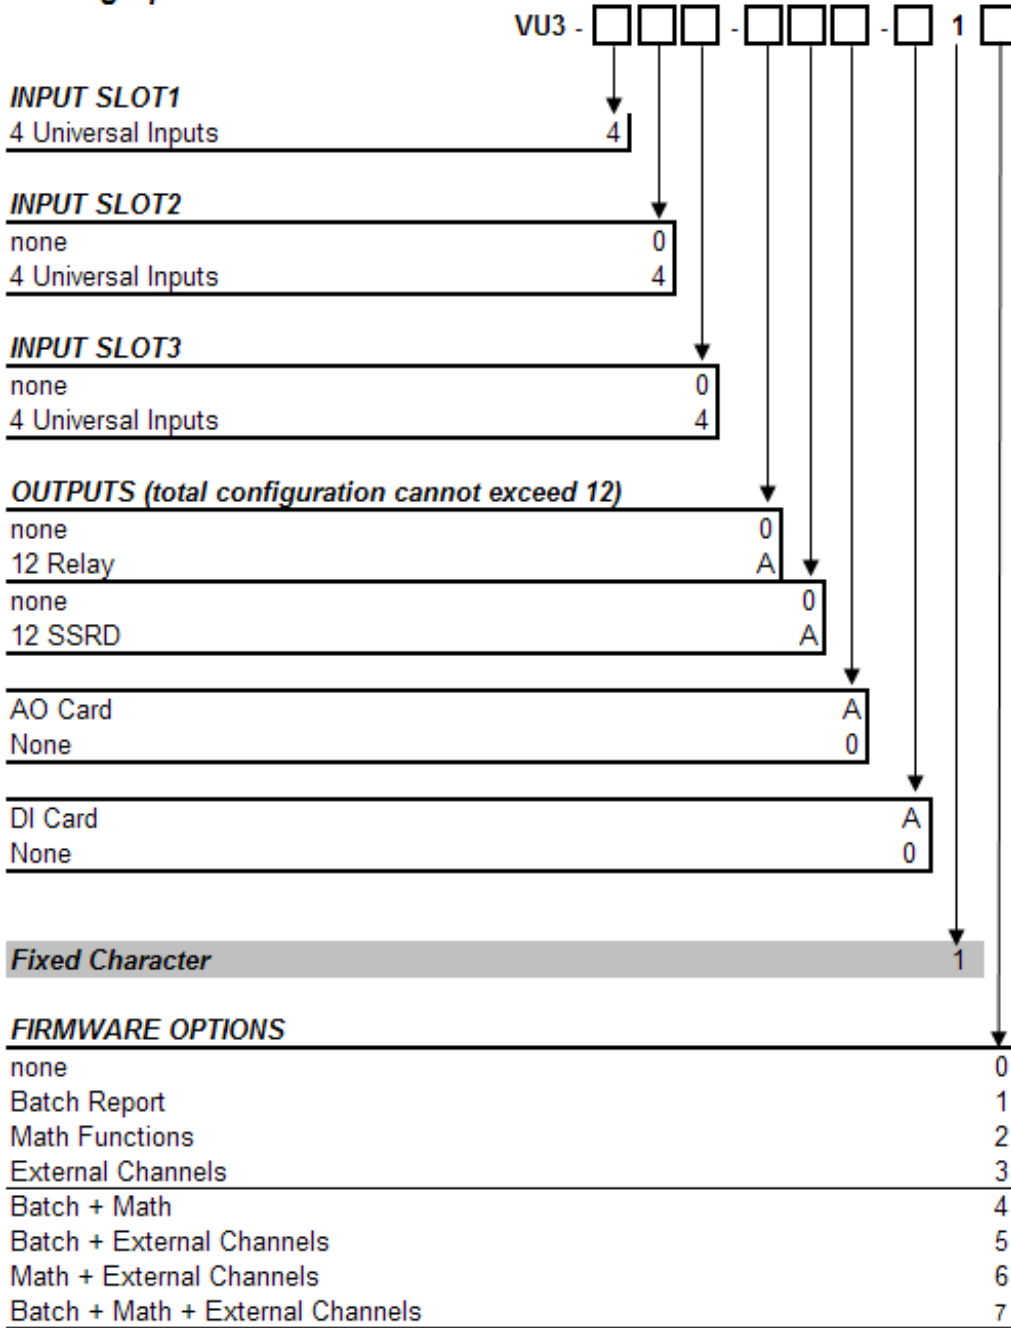 VU3 - - - 1
INPUT SLOT1
4 Universal Inputs 4
INPUT SLOT2
none 0
4 Universal Inputs 4
INPUT SLOT3
none 0
4 Universal Inputs 4
OUTPUTS (total configuration cannot exceed 12)
none 0
12 Relay A
none 0
12 SSRD A
AO Card A
None 0
DI Card A
None 0
Fixed Character 1
FIRMWARE OPTIONS
none 0
Batch Report 1
Math Functions 2
External Channels 3
Batch + Math 4
Batch + External Channels 5
Math + External Channels 6
Batch + Math + External Channels 7